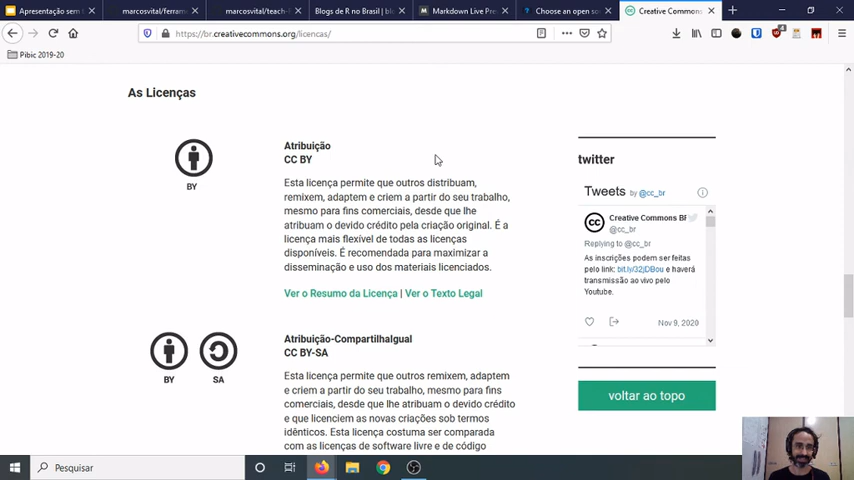 Apresentação sem
marcosvital/ferrame
marcosvital/teach-
Blogs de R no Brasil | blo
Markdown Live Pre
Choose an open so
Creative Commons
https://br.creativecommons.org/licencas/
Pibic 2019-20
As Licenças
BY
Atribuição
CC BY
Esta licença permite que outros distribuam,
remixem, adaptem e criem a partir do seu trabalho,
mesmo para fins comerciais, desde que lhe
atribuam o devido crédito pela criação original. É a
licença mais flexível de todas as licenças
disponíveis. É recomendada para maximizar a
disseminação e uso dos materiais licenciados.
Ver o Resumo da Licença | Ver o Texto Legal
BY SA
Atribuição-CompartilhaIgual
CC BY-SA
Esta licença permite que outros remixem, adaptem
e criem a partir do seu trabalho, mesmo para fins
comerciais, desde que lhe atribuam o devido crédito
e que licenciem as novas criações sob termos
idênticos. Esta licença costuma ser comparada
com as licenças de software livre e de código
twitter
Tweets by @cc_br
Creative Commons BR
@cc_br
Replying to @cc_br
As inscrições podem ser feitas
pelo link: bit.ly/32jDBou e haverá
transmissão ao vivo pelo
Youtube.
Nov 9, 2020
voltar ao topo
Pesquisar